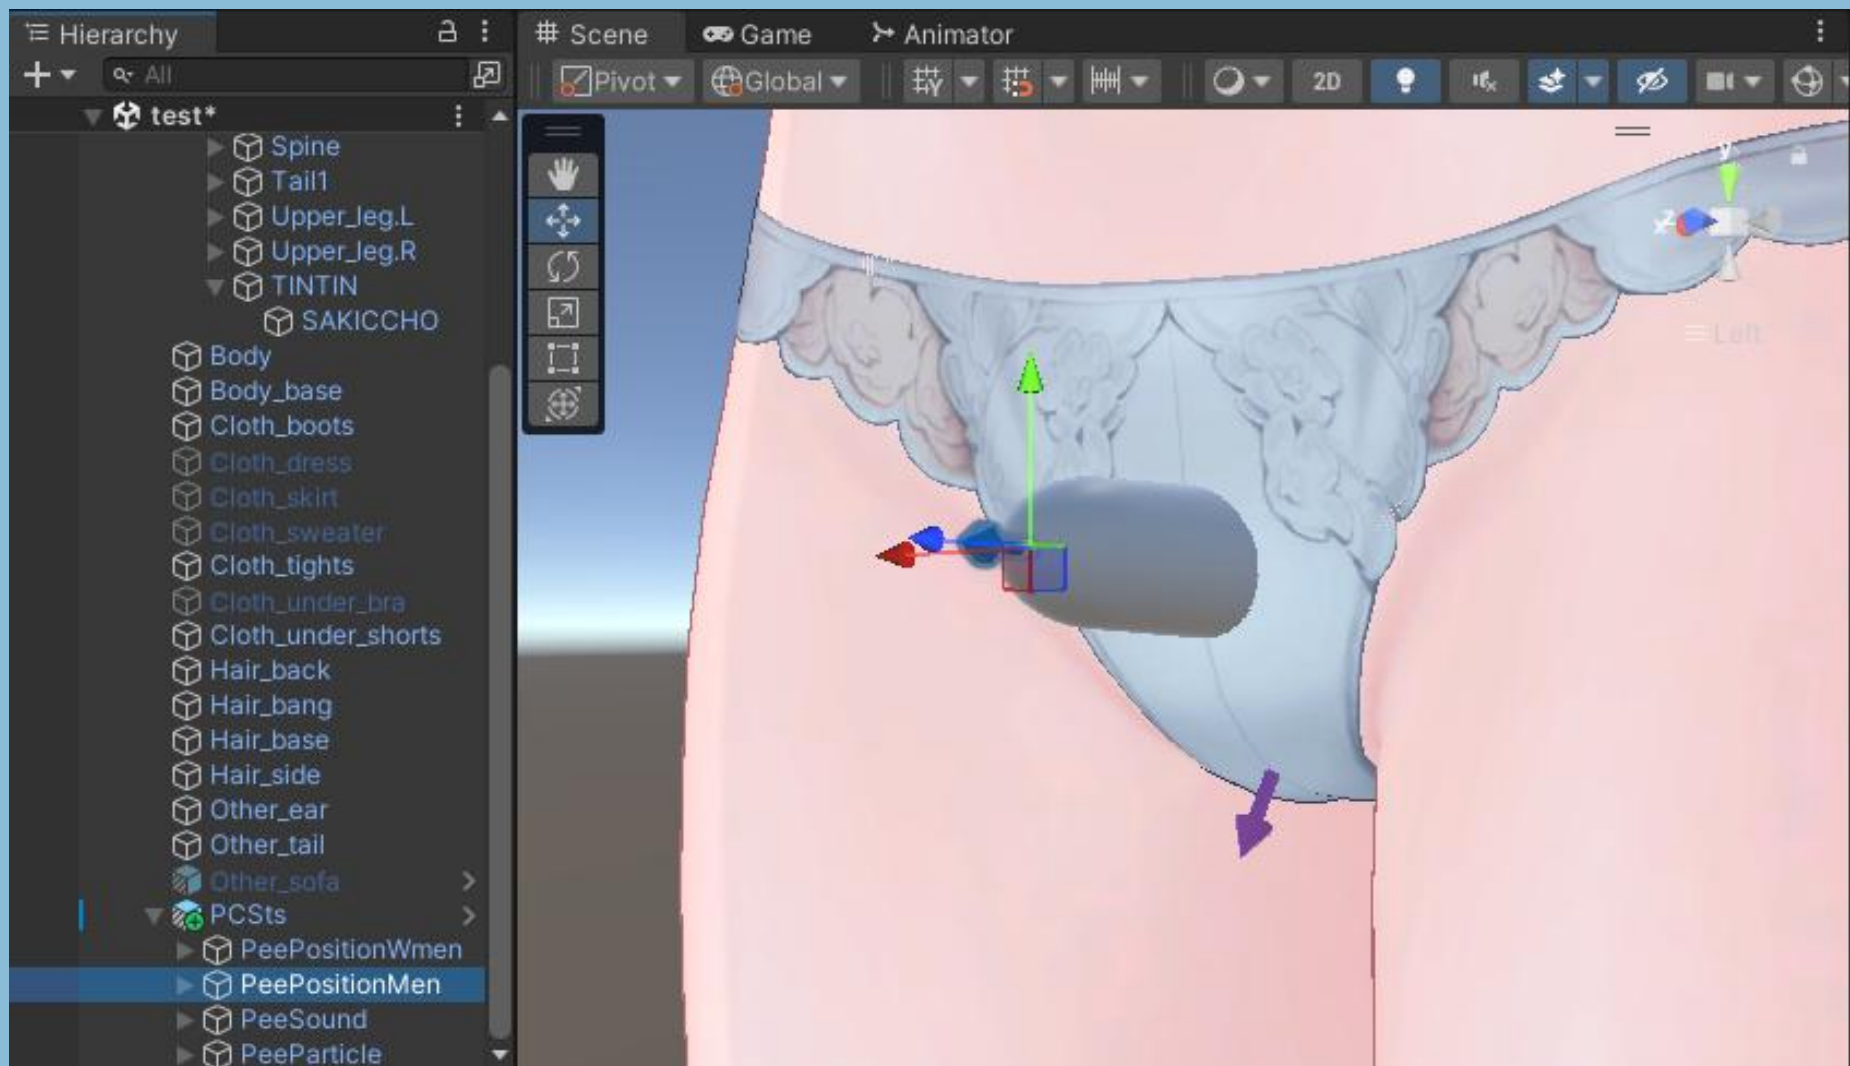 Hierarchy
All
test*
Spine
Tail1
Upper_leg.L
Upper_leg.R
TINTIN
SAKICCHO
Body
Body_base
Cloth_boots
Cloth_dress
Cloth_skirt
Cloth_sweater
Cloth_tights
Cloth_under_bra
Cloth_under_shorts
Hair_back
Hair_bang
Hair_base
Hair_side
Other_ear
Other_tail
Other_sofa
PCSts
PeePositionWmen
PeePositionMen
PeeSound
PeeParticle
Scene
Game
Animator
Pivot
Global
2D
y
z
x
Left